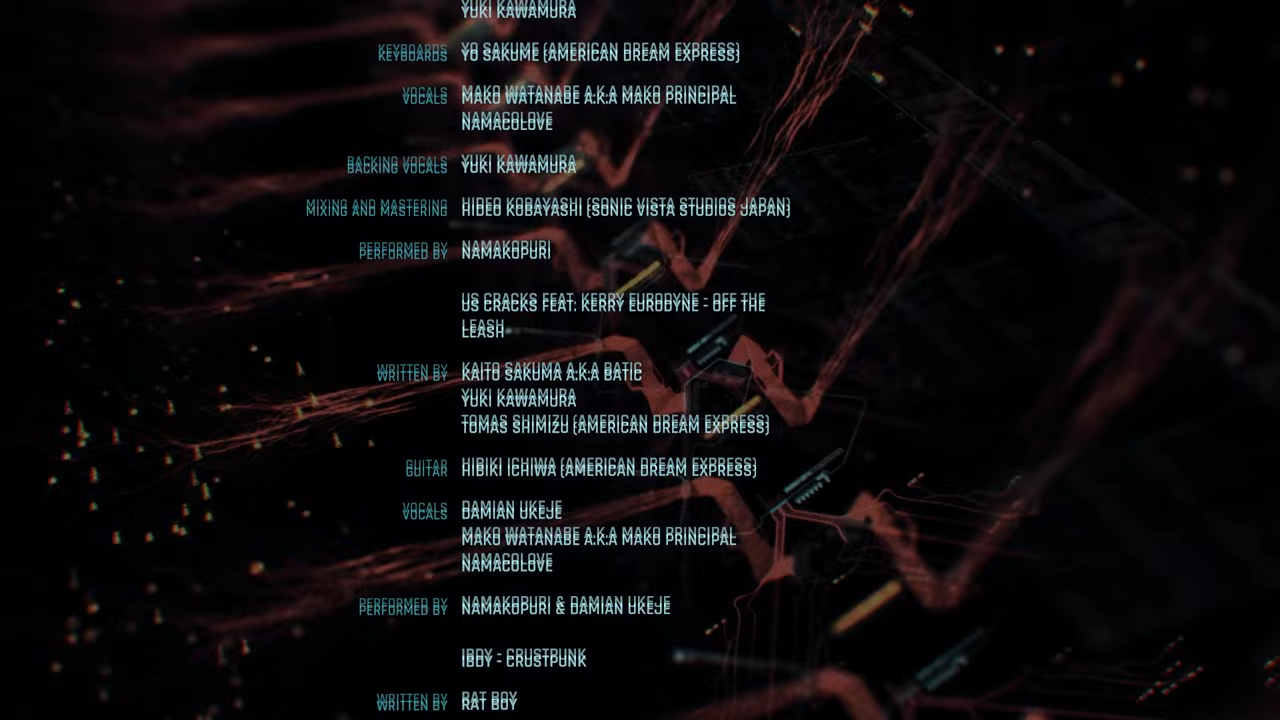 YUKI KAWAMURA
KEYBOARDS YO SAKUME (AMERICAN DREAM EXPRESS)
VOCALS MAKO WATANABE A.K.A MAKO PRINCIPAL
NAMACOLOVE
BACKING VOCALS YUKI KAWAMURA
MIXING AND MASTERING HIDEO KOBAYASHI (SONIC VISTA STUDIOS JAPAN)
PERFORMED BY NAMAKOPURI
US CRACKS FEAT. KERRY EURODYNE - OFF THE
LEASH
WRITTEN BY KAITO SAKUMA A.K.A BATIC
YUKI KAWAMURA
TOMAS SHIMIZU (AMERICAN DREAM EXPRESS)
GUITAR HIBIKI ICHIWA (AMERICAN DREAM EXPRESS)
VOCALS DAMIAN UKEJE
MAKO WATANABE A.K.A MAKO PRINCIPAL
NAMACOLOVE
PERFORMED BY NAMAKOPURI & DAMIAN UKEJE
IBDY - CRUSTPUNK
WRITTEN BY RAT BOY